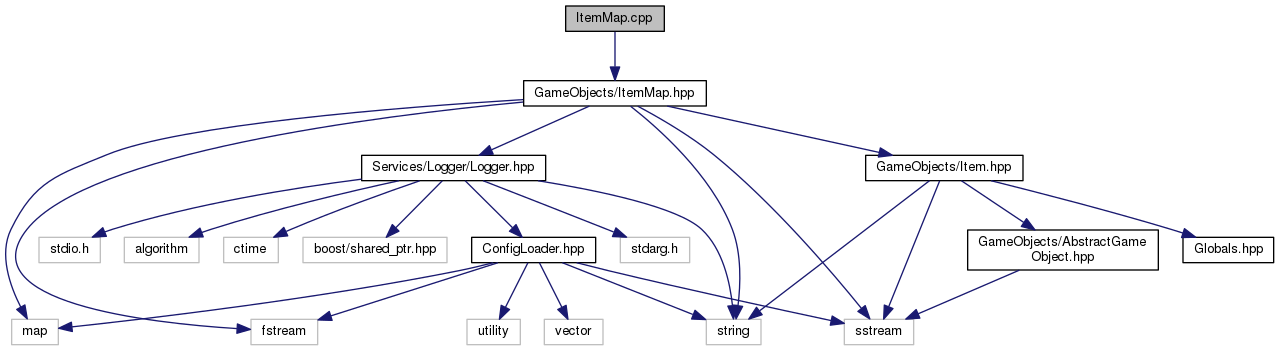 ItemMap.cpp
GameObjects/ItemMap.hpp
Services/Logger/Logger.hpp
GameObjects/Item.hpp
stdio.h
algorithm
ctime
boost/shared_ptr.hpp
ConfigLoader.hpp
stdarg.h
GameObjects/AbstractGame
Object.hpp
Globals.hpp
map
fstream
utility
vector
string
sstream